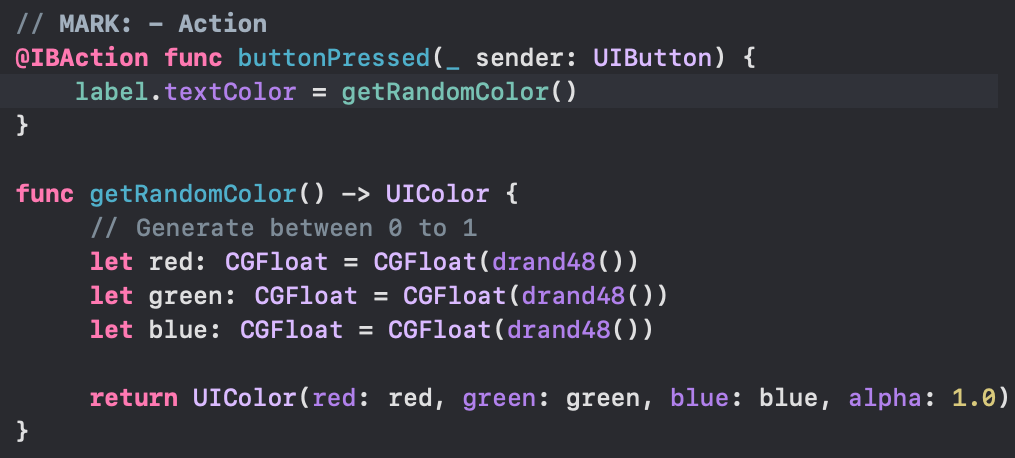 // MARK: - Action
@IBAction func buttonPressed(_ sender: UIButton) {
    label.textColor = getRandomColor()
}

func getRandomColor() -> UIColor {
     // Generate between 0 to 1
     let red: CGFloat = CGFloat(drand48())
     let green: CGFloat = CGFloat(drand48())
     let blue: CGFloat = CGFloat(drand48())

     return UIColor(red: red, green: green, blue: blue, alpha: 1.0)
}